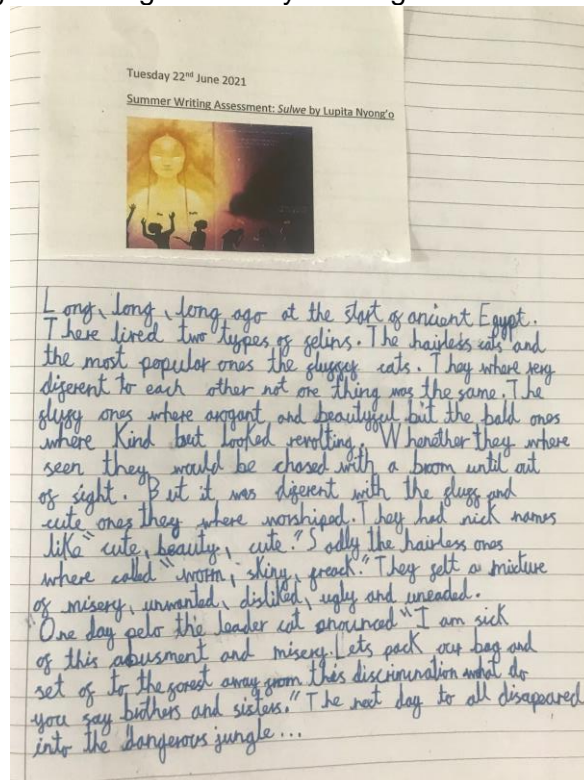 Tuesday 22nd June 2021
Summer Writing Assessment: Sulwe by Lupita Nyong'o
Long, long, long ago at the start of ancient Egypt.
There lived two types of felins. The hairless cats and
the most popular ones the fluffey cats. They where very
diferent to each other not one thing was the same. The
flufy ones where arogant and beautyful but the bald ones
where Kind but looked revolting. Whenether they where
seen they would be chased with a broom until out
of sight. But it was diferent with the fluff and
cute ones they where worshiped. They had nick names
like "cute, beauty, cute." Sadly the hairless ones
where called "worm, skiny, freack." They felt a mixture
of misery, unwanted, disliked, ugly and uneaded.
"One day pelo the leader cat anounced "I am sick
of this abusment and misery. Lets pack our bag and
set of to the forest away from this discrimination what do
you say brothers and sisters." The next day to all disapeared
into the dangerous jungle...